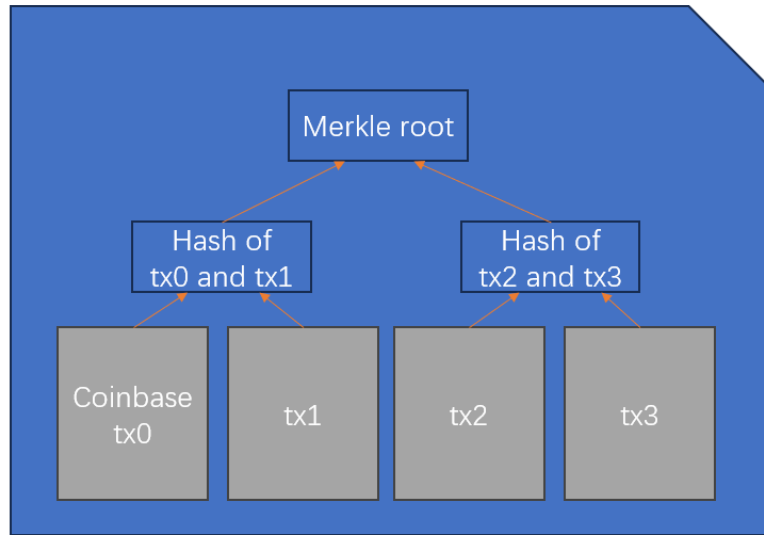 Merkle root
Hash of
tx0 and tx1
Hash of
tx2 and tx3
Coinbase
tx0
tx1
tx2
tx3